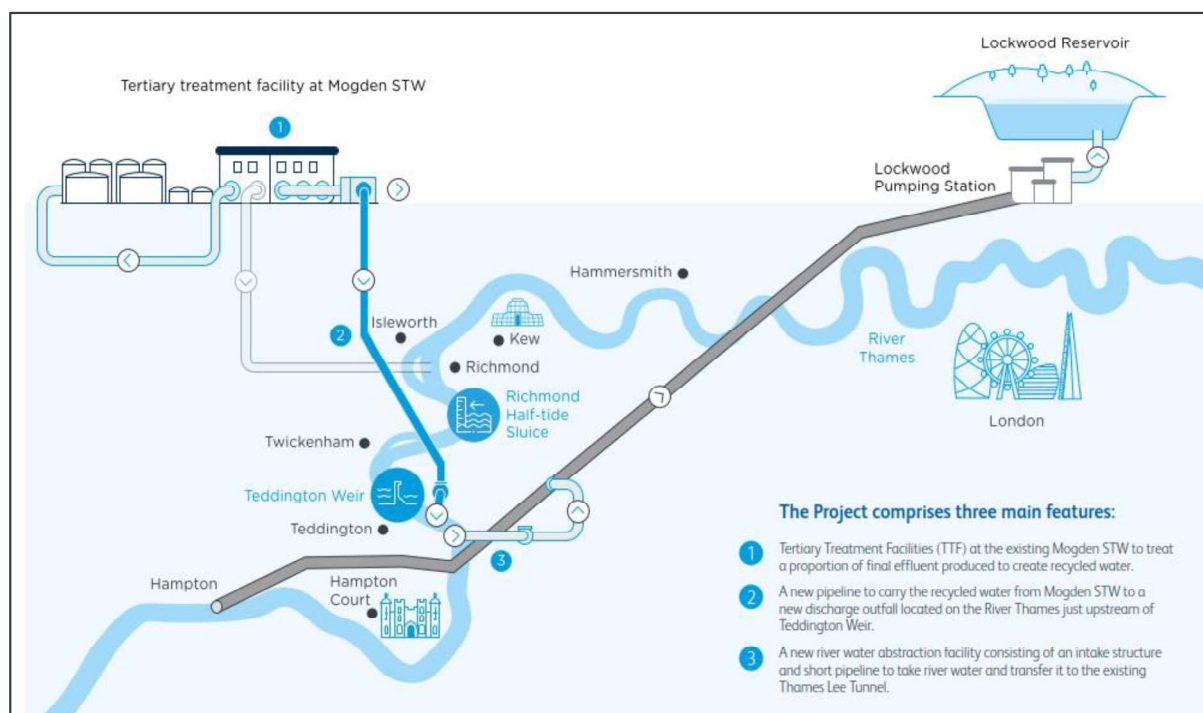 Lockwood Reservoir
Tertiary treatment facility at Mogden STW
1
Lockwood
Pumping Station
Hammersmith
Isleworth
2
Kew
River
Thames
Richmond
Richmond
Half-tide
Sluice
London
Twickenham
Teddington Weir
Teddington
3
Hampton
Hampton
Court
The Project comprises three main features:
1 Tertiary Treatment Facilities (TTF) at the existing Mogden STW to treat
a proportion of final effluent produced to create recycled water.
2 A new pipeline to carry the recycled water from Mogden STW to a
new discharge outfall located on the River Thames just upstream of
Teddington Weir.
3 A new river water abstraction facility consisting of an intake structure
and short pipeline to take river water and transfer it to the existing
Thames Lee Tunnel.